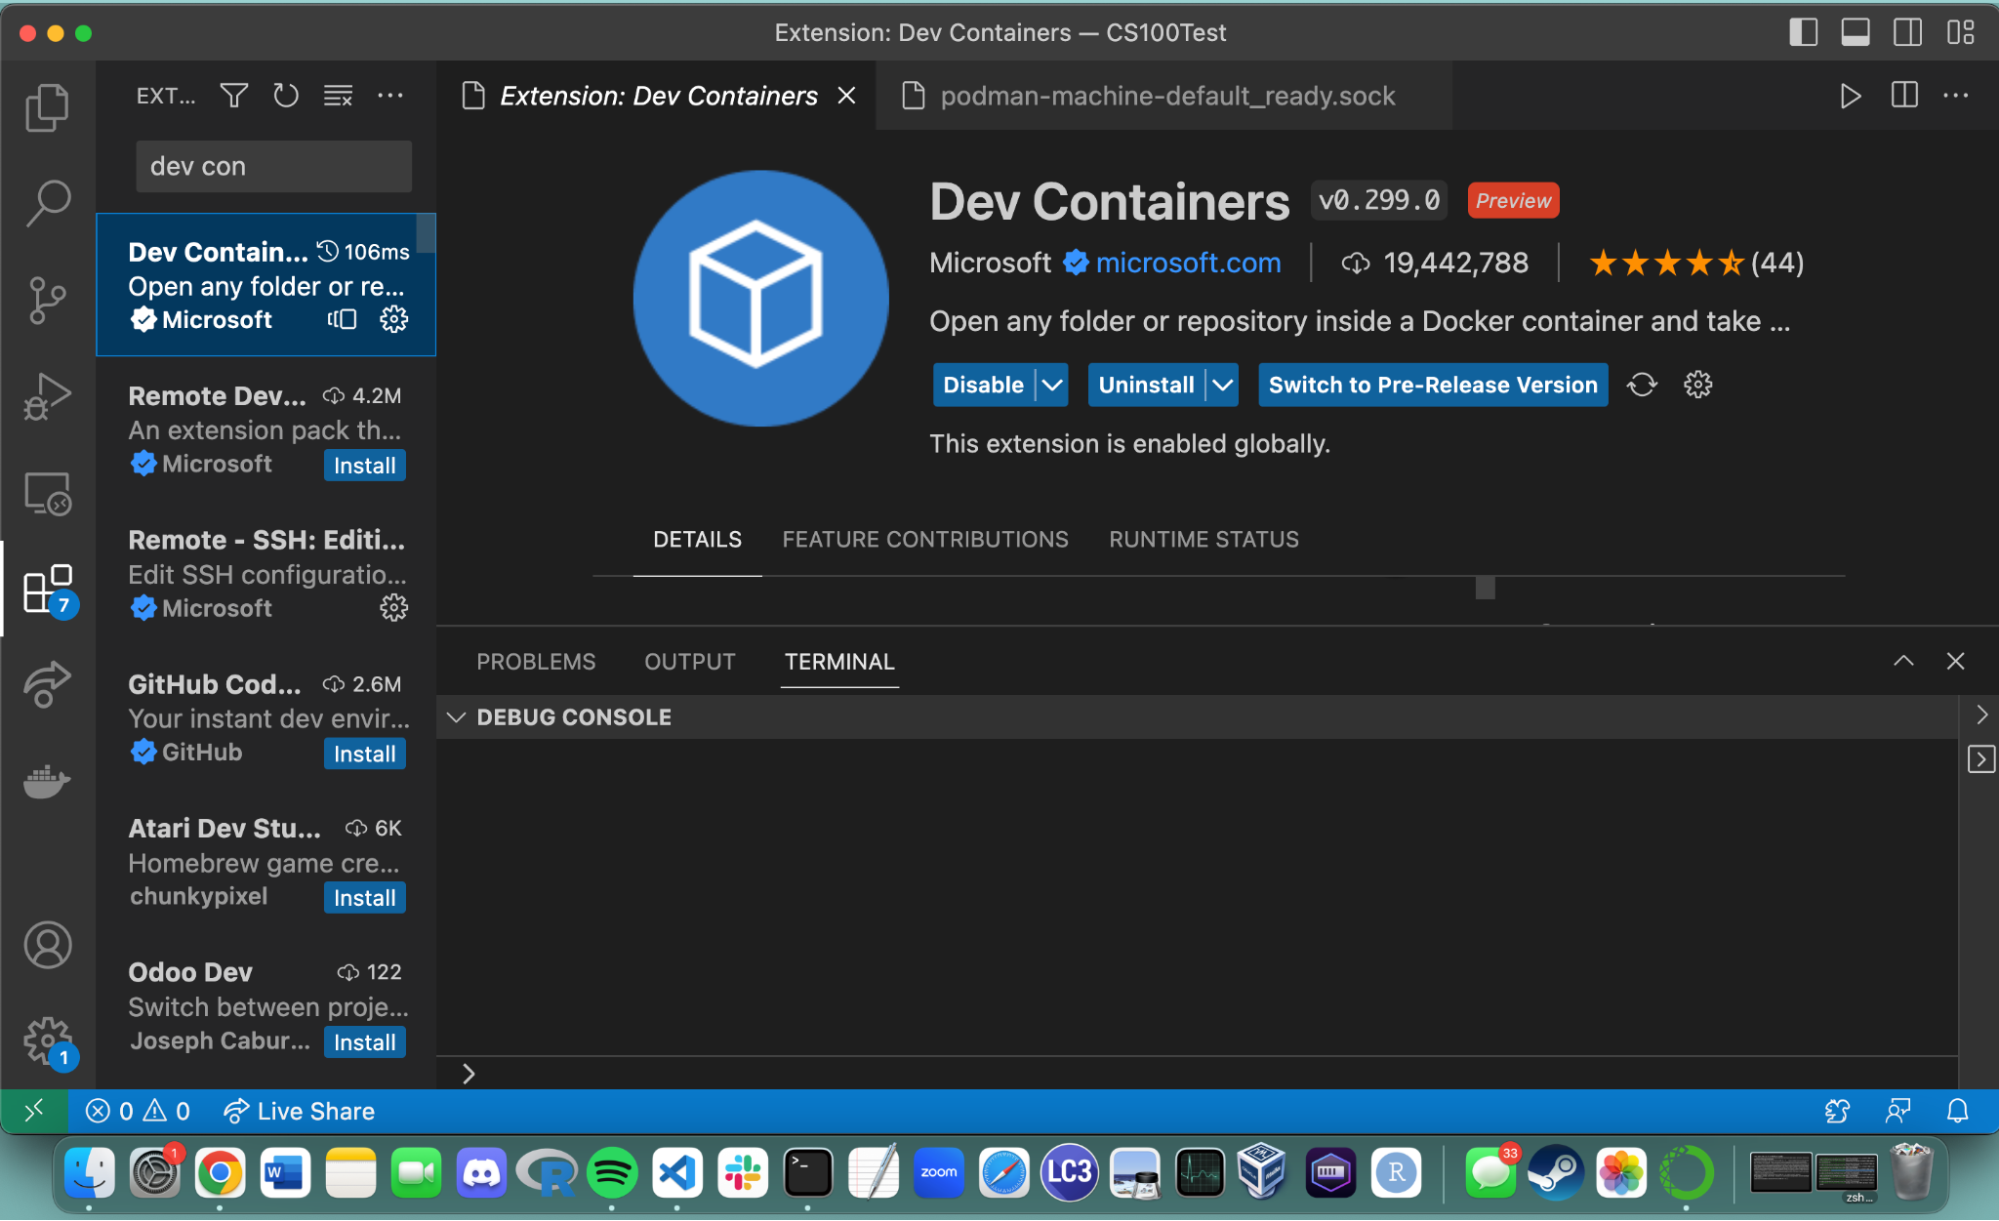 Extension: Dev Containers — CS100Test
EXT...
dev con
Dev Contain... 106ms
Open any folder or re...
Microsoft
Remote Dev... 4.2M
An extension pack th...
Microsoft Install
Remote - SSH: Editi...
Edit SSH configuratio...
Microsoft
GitHub Cod... 2.6M
Your instant dev envir...
GitHub Install
Atari Dev Stu... 6K
Homebrew game cre...
chunkypixel Install
Odoo Dev 122
Switch between proje...
Joseph Cabur... Install
7
1
Extension: Dev Containers podman-machine-default_ready.sock
Dev Containers v0.299.0 Preview
Microsoft microsoft.com 19,442,788 (44)
Open any folder or repository inside a Docker container and take ...
Disable Uninstall Switch to Pre-Release Version
This extension is enabled globally.
DETAILS FEATURE CONTRIBUTIONS RUNTIME STATUS
PROBLEMS OUTPUT TERMINAL
DEBUG CONSOLE
0 0 Live Share
1 W zoom LC3 R R 33
zsh...